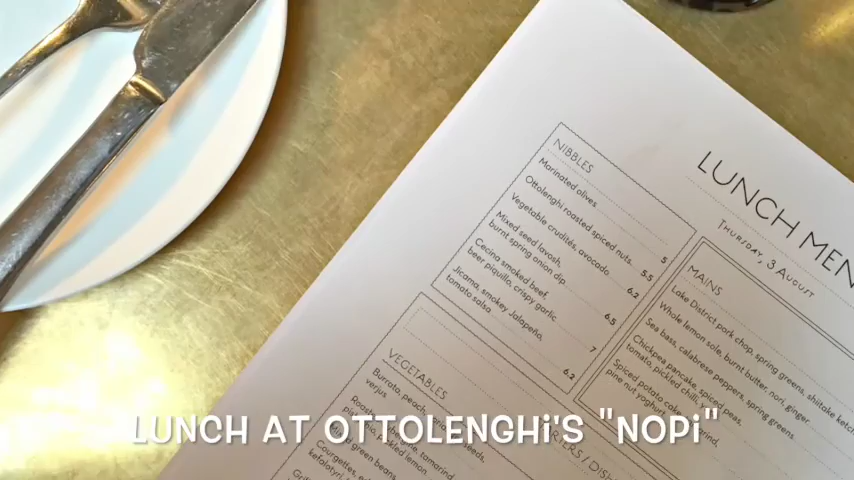 NIBBLES
Marinated olives
5
Ottolenghi roasted spiced nuts
5.5
Vegetable crudités, avocado
6.2
Mixed seed lavosh,
burnt spring onion dip
6.5
Cecina smoked beef,
beer piquillo, crispy garlic
7
Jicama, smokey Jalapeño,
tomato salsa
6.2
LUNCH MEN
THURSDAY, 3 AUGUST
MAINS
Lake District pork chop, spring greens, shiitake ketch
Whole lemon sole, burnt butter, nori, ginger
Sea bass, calabrese peppers, spring greens
Chickpea pancake, spiced peas,
tomato, pickled chilli,
Spiced potato cake,
pine nut, yoghurt
VEGETABLES
Burrata, peach,
verjus
tamarind
pickled lemon
green beans,
Courgettes,
kefalotyri,
LUNCH AT OTTOLENGHI'S "NOPI"